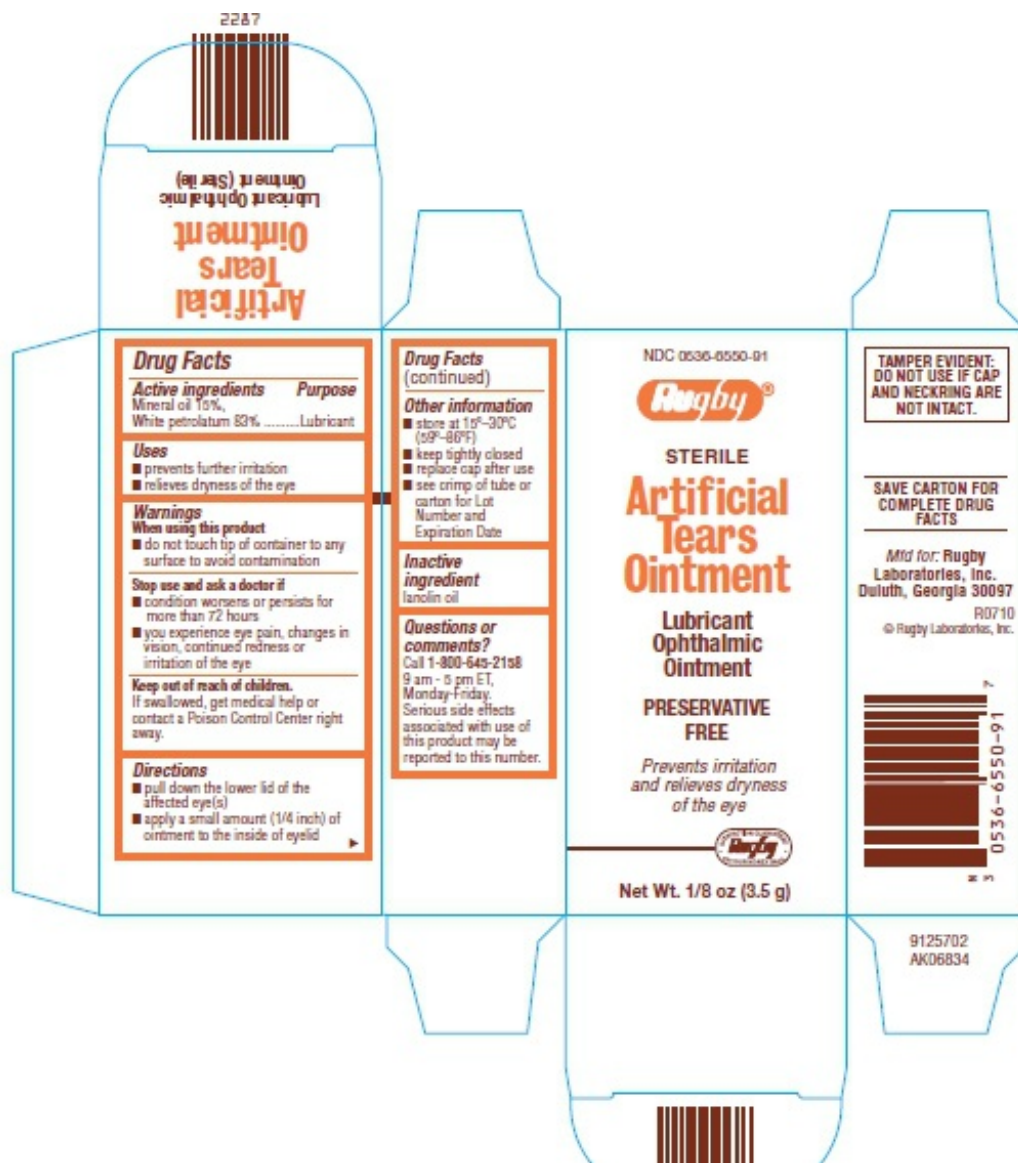 2287
Lubricant Ophthalmic
Ointment (Sterile)
Artificial
Tears
Ointment
Drug Facts
Active ingredients Purpose
Mineral oil 15%,
White petrolatum 83% ..........Lubricant
Uses
■ prevents further irritation
■ relieves dryness of the eye
Warnings
When using this product
■ do not touch tip of container to any
surface to avoid contamination
Stop use and ask a doctor if
■ condition worsens or persists for
more than 72 hours
■ you experience eye pain, changes in
vision, continued redness or
irritation of the eye
Keep out of reach of children.
If swallowed, get medical help or
contact a Poison Control Center right
away.
Directions
■ pull down the lower lid of the
affected eye(s)
■ apply a small amount (1/4 inch) of
ointment to the inside of eyelid
Drug Facts
(continued)
Other information
■ store at 15º–30ºC
(59º–86ºF)
■ keep tightly closed
■ replace cap after use
■ see crimp of tube or
carton for Lot
Number and
Expiration Date
Inactive
ingredient
lanolin oil
Questions or
comments?
Call 1-800-645-2158
9 am - 5 pm ET,
Monday-Friday.
Serious side effects
associated with use of
this product may be
reported to this number.
NDC 0536-6550-91
Rugby®
STERILE
Artificial
Tears
Ointment
Lubricant
Ophthalmic
Ointment
PRESERVATIVE
FREE
Prevents irritation
and relieves dryness
of the eye
Rugby
Net Wt. 1/8 oz (3.5 g)
TAMPER EVIDENT:
DO NOT USE IF CAP
AND NECKRING ARE
NOT INTACT.
SAVE CARTON FOR
COMPLETE DRUG
FACTS
Mfd for: Rugby
Laboratories, Inc.
Duluth, Georgia 30097
R0710
© Rugby Laboratories, Inc.
N
3 0536-6550-91 7
9125702
AK06834